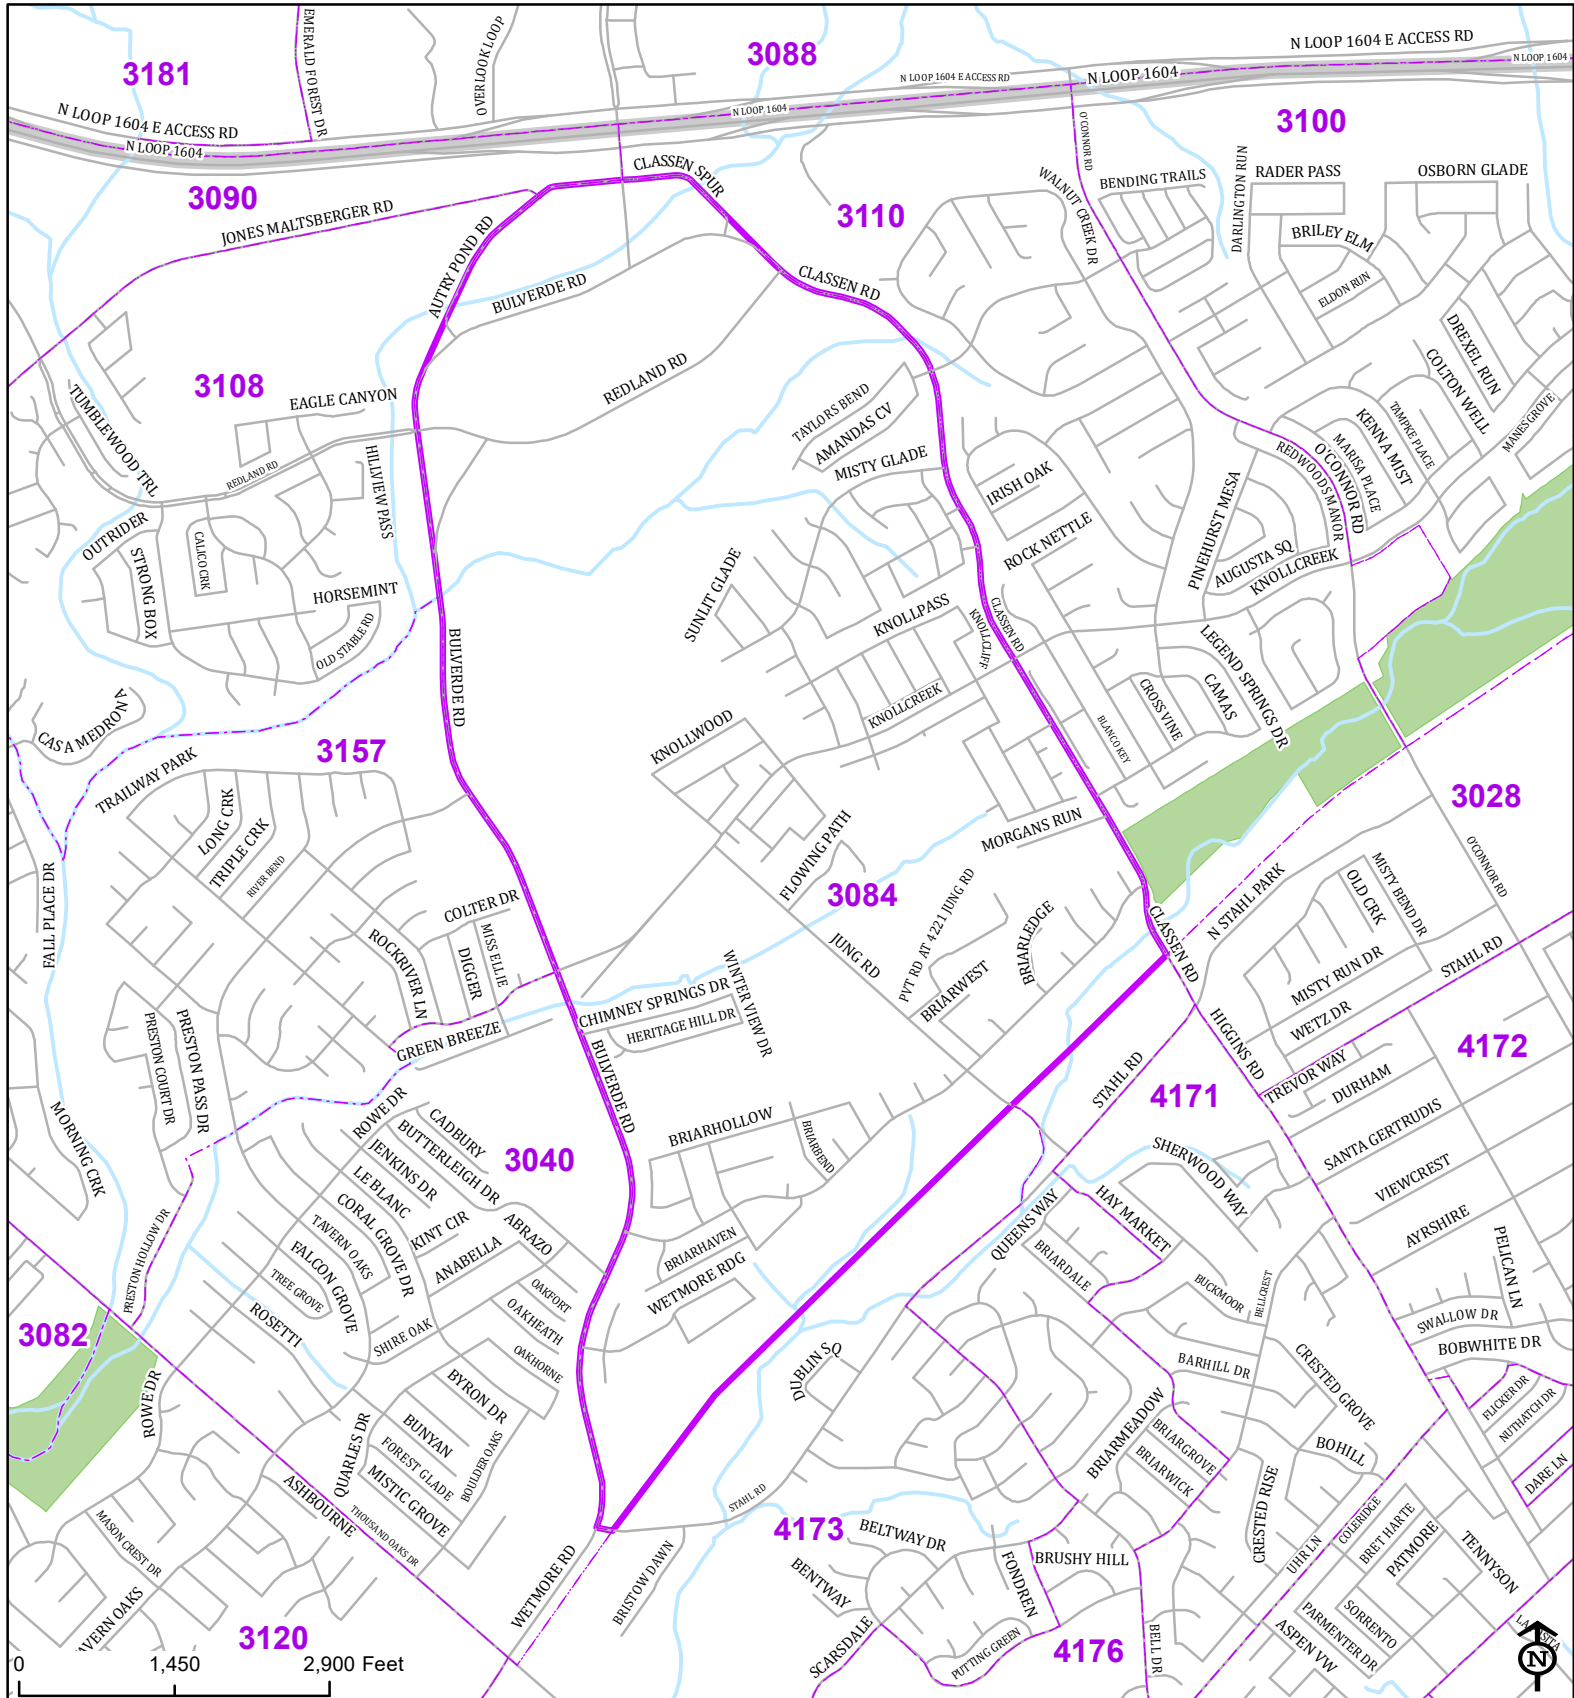 3181
EMERALD FOREST DR
OVERLOOK LOOP
3088
N LOOP 1604 E ACCESS RD
N LOOP 1604
N LOOP 1604 E ACCESS RD
N LOOP 1604
N LOOP 1604
N LOOP 1604 E ACCESS RD
N LOOP 1604
3100
3090
JONES MALTSBERGER RD
CLASSEN SPUR
3110
O'CONNOR RD
WALNUT CREEK DR
BENDING TRAILS
DARLINGTON RUN
RADER PASS
OSBORN GLADE
BRILEY ELM
ELDON RUN
AUTRY POND RD
BULVERDE RD
CLASSEN RD
REDLAND RD
DREXEL RUN
COLTON WELL
MANES GROVE
TAMPKE PLACE
KENNA MIST
MARISA PLACE
O'CONNOR RD
REDWOODS MANOR
3108
EAGLE CANYON
TUMBLEWOOD TRL
REDLAND RD
HILLVIEW PASS
TAYLORS BEND
AMANDAS CV
MISTY GLADE
IRISH OAK
ROCK NETTLE
PINEHURST MESA
AUGUSTA SQ
KNOLLCREEK
OUTRIDER
STRONG BOX
CALICO CRK
HORSEMINT
OLD STABLE RD
SUNLIT GLADE
KNOLLPASS
KNOLLCLIFF
CLASSEN RD
LEGEND SPRINGS DR
CAMAS
CROSS VINE
BLANCO KEY
CASA MEDRONA
BULVERDE RD
KNOLLCREEK
KNOLLWOOD
3157
TRAILWAY PARK
LONG CRK
TRIPLE CRK
RIVER BEND
MORGANS RUN
3028
FLOWING PATH
3084
O'CONNOR RD
FALL PLACE DR
COLTER DR
MISS ELLIE
DIGGER
ROCKRIVER LN
JUNG RD
PVT RD AT 4221 JUNG RD
BRIARLEDGE
BRIARWEST
CLASSEN RD
N STAHL PARK
OLD CRK
MISTY BEND DR
MISTY RUN DR
STAHL RD
WETZ DR
WINTER VIEW DR
CHIMNEY SPRINGS DR
HERITAGE HILL DR
GREEN BREEZE
BULVERDE RD
PRESTON COURT DR
PRESTON PASS DR
HIGGINS RD
4172
TREVOR WAY
DURHAM
STAHL RD
4171
MORNING CRK
ROWE DR
CADBURY
BUTTERLEIGH DR
JENKINS DR
LE BLANC
3040
BRIARHOLLOW
BRIARBEND
SANTA GERTRUDIS
SHERWOOD WAY
VIEWCREST
HAY MARKET
AYRSHIRE
PELICAN LN
CORAL GROVE DR
KINT CIR
ABRAZO
ANABELLA
TAVERN OAKS
FALCON GROVE
TREE GROVE
PRESTON HOLLOW DR
BRIARHAVEN
WETMORE RDG
QUEENS WAY
BRIARDALE
BUCKMOOR
BELLCREST
SWALLOW DR
BOBWHITE DR
3082
ROSETTI
SHIRE OAK
OAKFORT
OAKHEATH
OAKHORNE
DUBLIN SQ
BARHILL DR
CRESTED GROVE
FLICKER DR
NUTHATCH DR
ROWE DR
BYRON DR
BUNYAN
FOREST GLADE
MISTIC GROVE
BOULDER OAKS
QUARLES DR
BRIARMEADOW
BRIARGROVE
BRIARWICK
BOHILL
DARE LN
ASHBOURNE
THOUSAND OAKS DR
STAHL RD
CRESTED RISE
COLERIDGE
BRET HARTE
PATMORE
TENNYSON
UHR LN
4173
BELTWAY DR
BRUSHY HILL
BENTWAY
FONDREN
MASON CREST DR
WETMORE RD
BRISTOW DAWN
SCARSDALE
PUTTING GREEN
4176
BELL DR
SORRENTO
PARMENTER DR
ASPEN VW
AVERN OAKS
3120
0 1,450 2,900 Feet
N